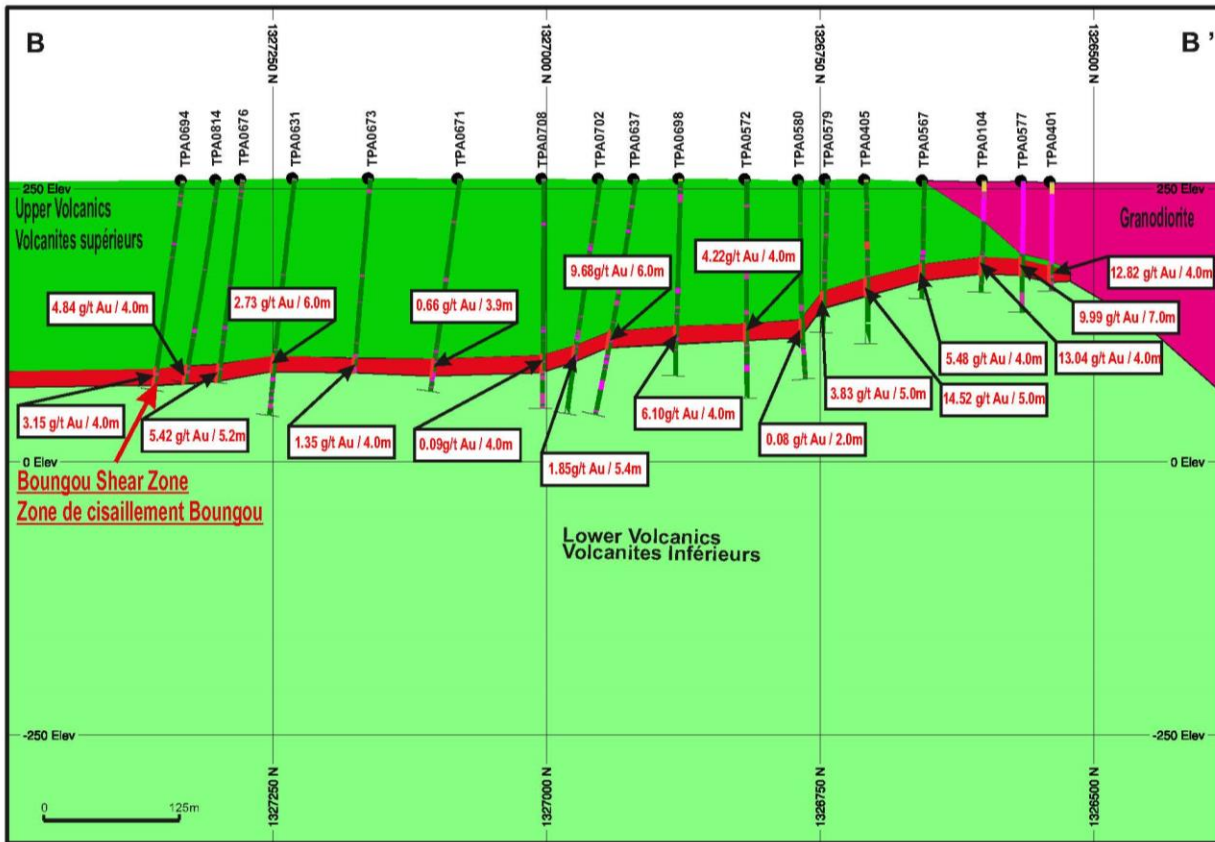 B
B '
1327250 N
1327000 N
1326750 N
1326500 N
TPA0694
TPA0814
TPA0676
TPA0631
TPA0673
TPA0671
TPA0708
TPA0702
TPA0637
TPA0698
TPA0572
TPA0580
TPA0579
TPA0405
TPA0567
TPA0104
TPA0577
TPA0401
250 Elev
250 Elev
Upper Volcanics
Volcanites supérieurs
Granodiorite
4.84 g/t Au / 4.0m
2.73 g/t Au / 6.0m
0.66 g/t Au / 3.9m
9.68g/t Au / 6.0m
4.22g/t Au / 4.0m
12.82 g/t Au / 4.0m
9.99 g/t Au / 7.0m
13.04 g/t Au / 4.0m
5.48 g/t Au / 4.0m
14.52 g/t Au / 5.0m
3.83 g/t Au / 5.0m
0.08 g/t Au / 2.0m
6.10g/t Au / 4.0m
1.85g/t Au / 5.4m
0.09g/t Au / 4.0m
1.35 g/t Au / 4.0m
5.42 g/t Au / 5.2m
3.15 g/t Au / 4.0m
0 Elev
0 Elev
Boungou Shear Zone
Zone de cisaillement Boungou
Lower Volcanics
Volcanites Inférieurs
-250 Elev
-250 Elev
1327250 N
1327000 N
1326750 N
1326500 N
0
125m